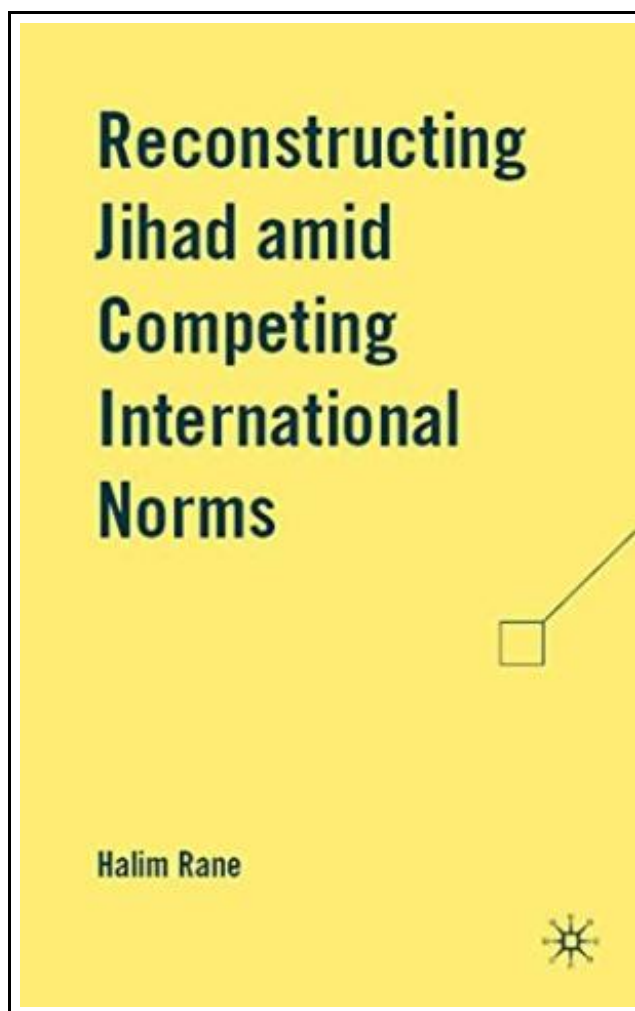 Reconstructing
Jihad amid
Competing
International
Norms
Halim Rane